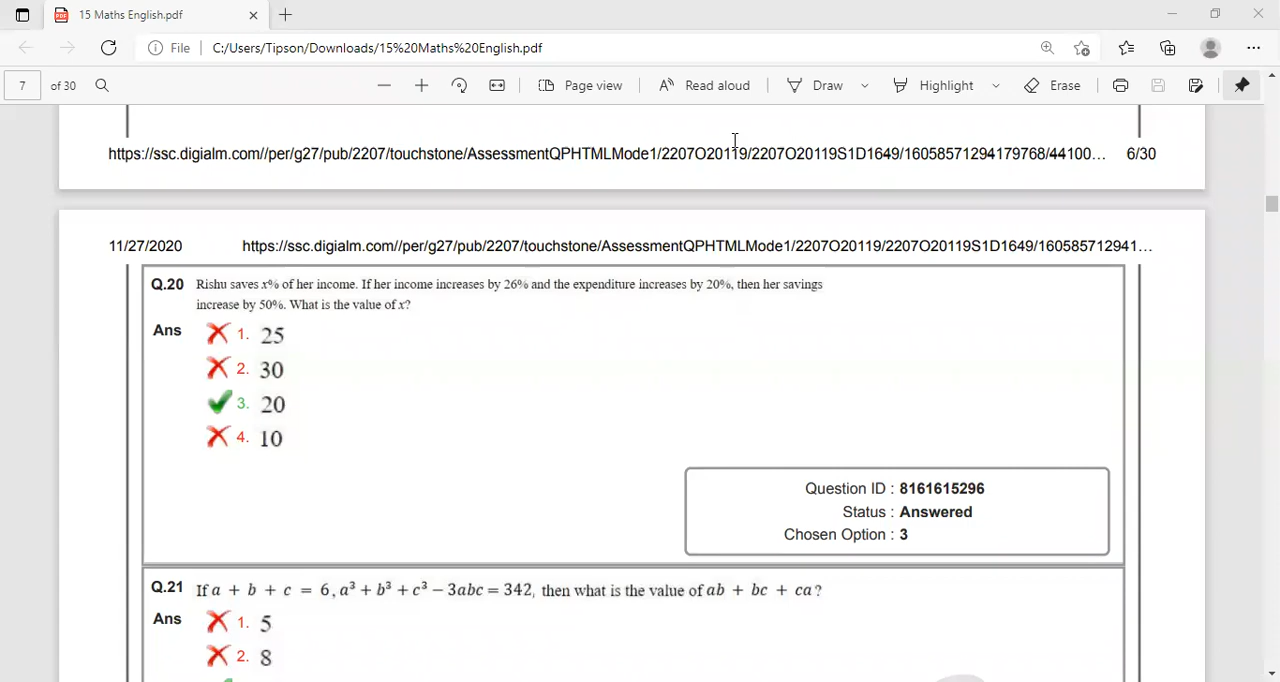 15 Maths English.pdf
File C:/Users/Tipson/Downloads/15%20Maths%20English.pdf
7 of 30 Page view Read aloud Draw Highlight Erase
https://ssc.digialm.com//per/g27/pub/2207/touchstone/AssessmentQPHTMLMode1/2207O20119/2207O20119S1D1649/16058571294179768/44100... 6/30
11/27/2020 https://ssc.digialm.com//per/g27/pub/2207/touchstone/AssessmentQPHTMLMode1/2207O20119/2207O20119S1D1649/160585712941...
Q.20 Rishu saves x% of her income. If her income increases by 26% and the expenditure increases by 20%, then her savings
increase by 50%. What is the value of x?
Ans 1. 25
2. 30
3. 20
4. 10
Question ID : 8161615296
Status : Answered
Chosen Option : 3
Q.21 If a + b + c = 6, a³ + b³ + c³ − 3abc = 342, then what is the value of ab + bc + ca?
Ans 1. 5
2. 8